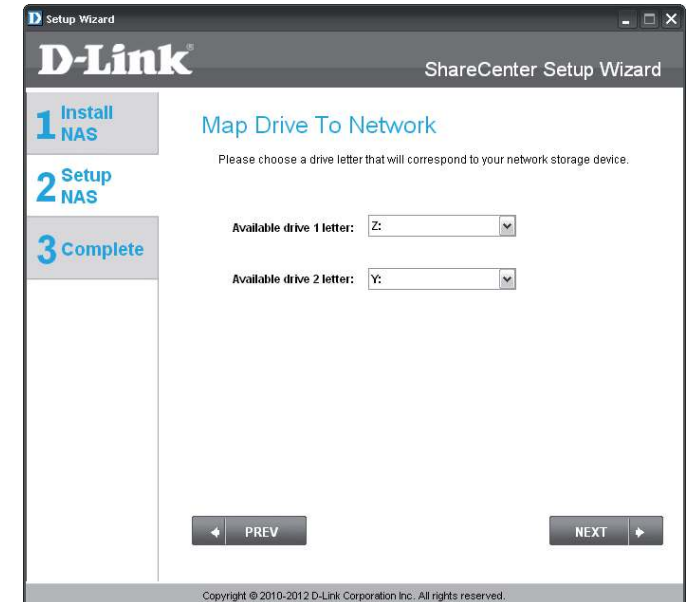 Setup Wizard
D-Link®
ShareCenter Setup Wizard
1 Install NAS
2 Setup NAS
3 Complete
Map Drive To Network
Please choose a drive letter that will correspond to your network storage device.
Available drive 1 letter: Z:
Available drive 2 letter: Y:
PREV
NEXT
Copyright © 2010-2012 D-Link Corporation Inc. All rights reserved.